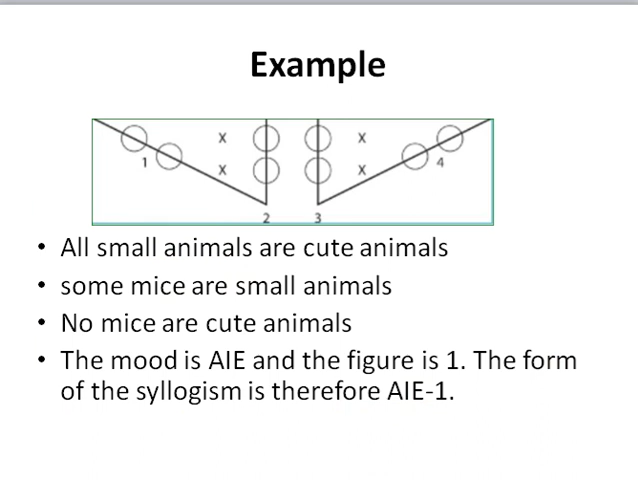 Example
x x
1 4
x x
2 3
• All small animals are cute animals
• some mice are small animals
• No mice are cute animals
• The mood is AIE and the figure is 1. The form
of the syllogism is therefore AIE-1.